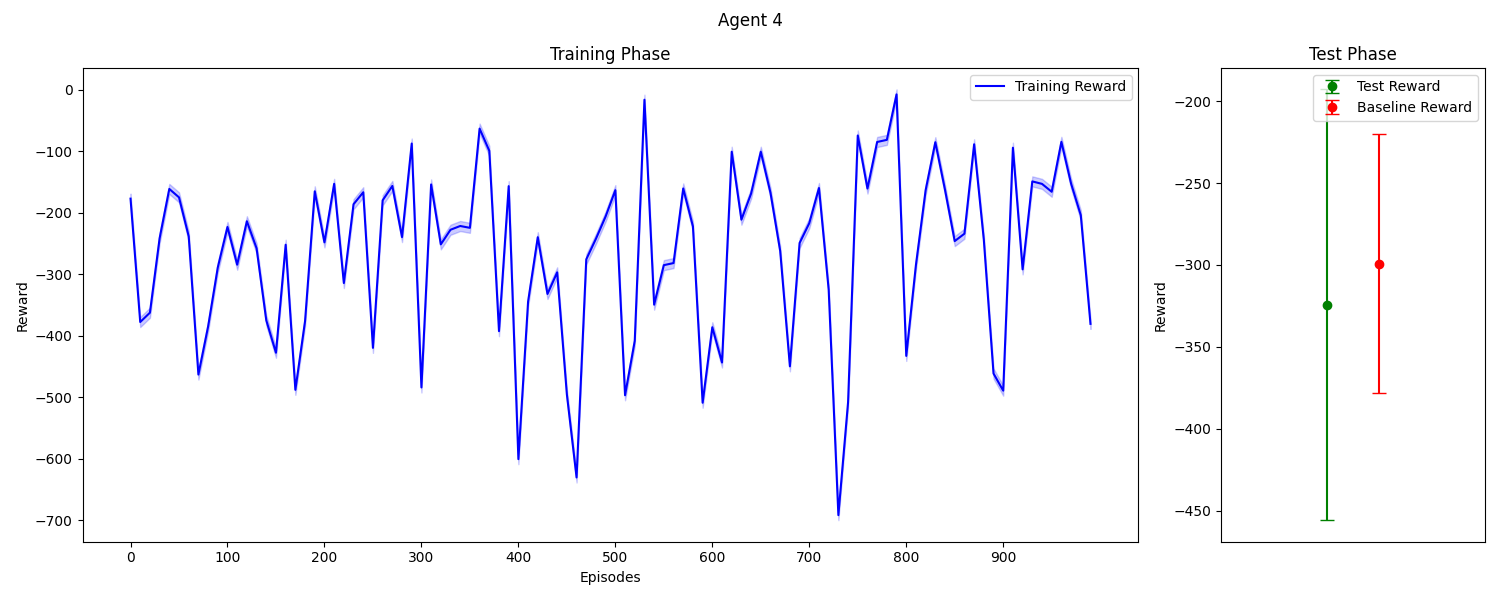 Agent 4
Training Phase
Training Reward
0
−100
−200
−300
−400
−500
−600
−700
Reward
0 100 200 300 400 500 600 700 800 900
Episodes
Test Phase
Test Reward
Baseline Reward
−200
−250
−300
−350
−400
−450
Reward